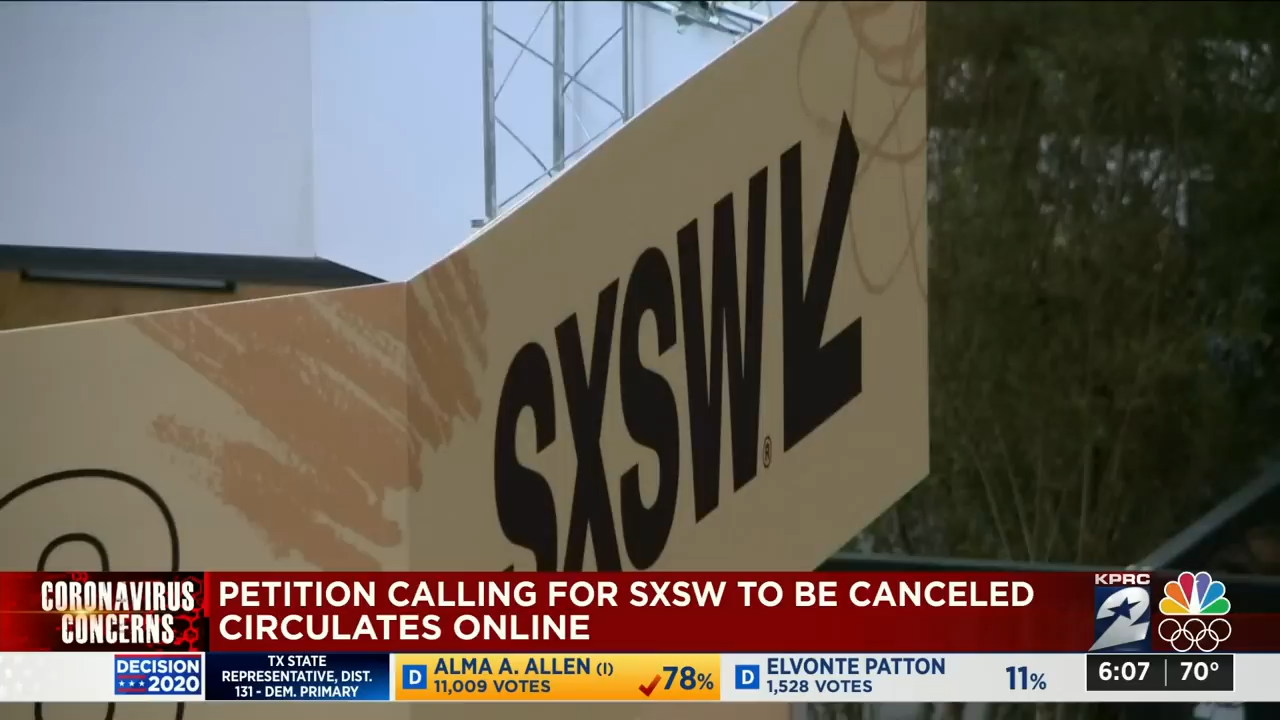 SXSW
®
CORONAVIRUS
CONCERNS
PETITION CALLING FOR SXSW TO BE CANCELED
CIRCULATES ONLINE
KPRC
2
DECISION
2020
TX STATE
REPRESENTATIVE, DIST.
131 - DEM. PRIMARY
D ALMA A. ALLEN (I)
11,009 VOTES
78%
D ELVONTE PATTON
1,528 VOTES
11%
6:07 70°